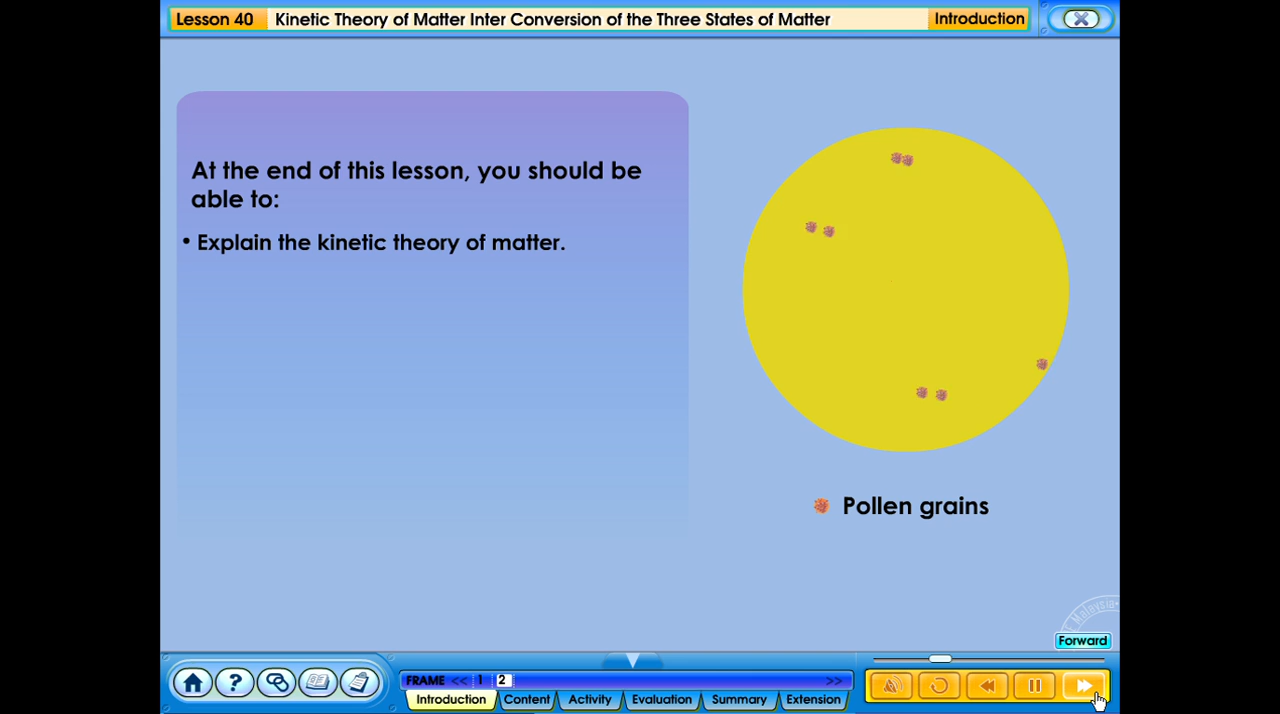 Lesson 40
Kinetic Theory of Matter Inter Conversion of the Three States of Matter
Introduction
At the end of this lesson, you should be
able to:
• Explain the kinetic theory of matter.
Pollen grains
Malaysia
Forward
?
FRAME << 1 2 >>
Introduction Content Activity Evaluation Summary Extension